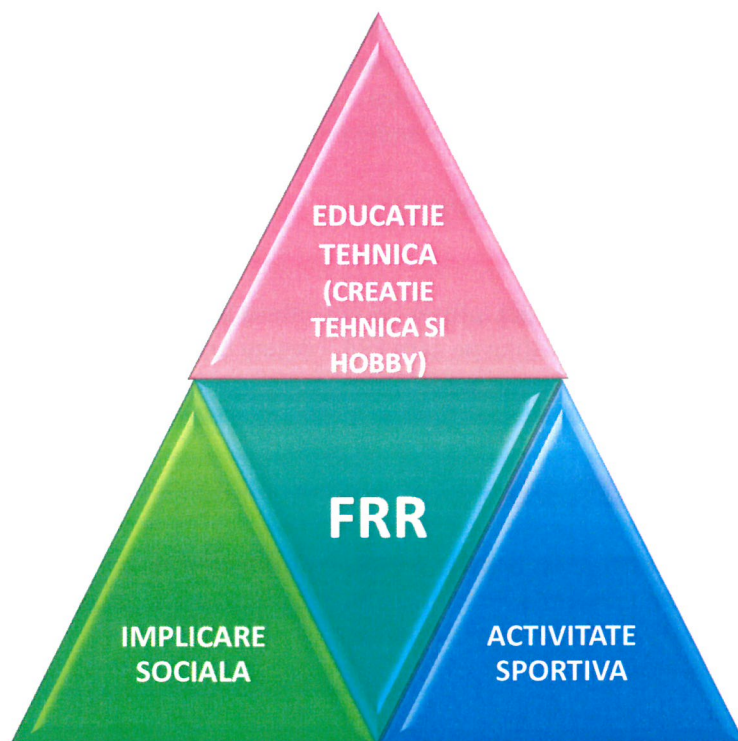 EDUCATIE
TEHNICA
(CREATIE
TEHNICA SI
HOBBY)
FRR
IMPLICARE
SOCIALA
ACTIVITATE
SPORTIVA